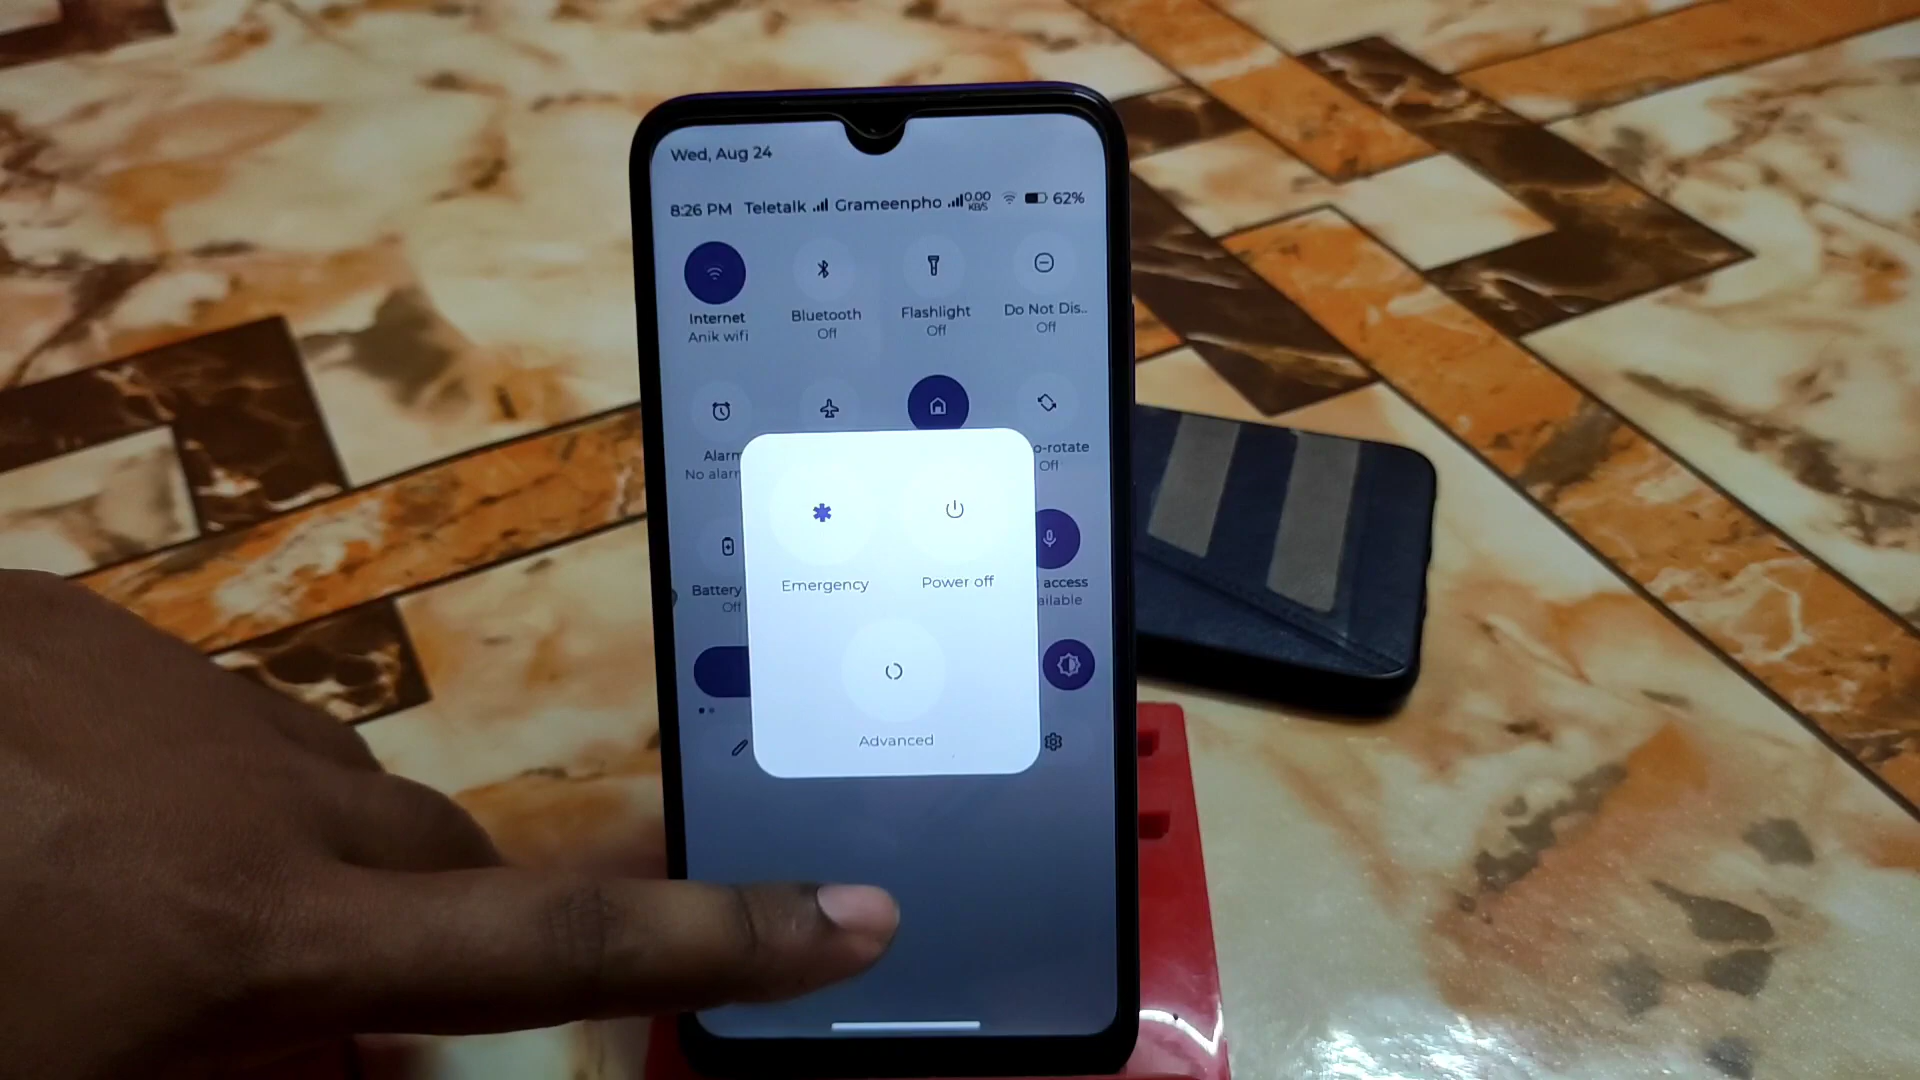 Wed, Aug 24
8:26 PM Teletalk Grameenpho 0.00 KB/S 62%
Internet
Anik wifi
Bluetooth
Off
Flashlight
Off
Do Not Dis..
Off
Alarm
No alarm
o-rotate
Off
Battery
Off
access
ailable
Emergency
Power off
Advanced